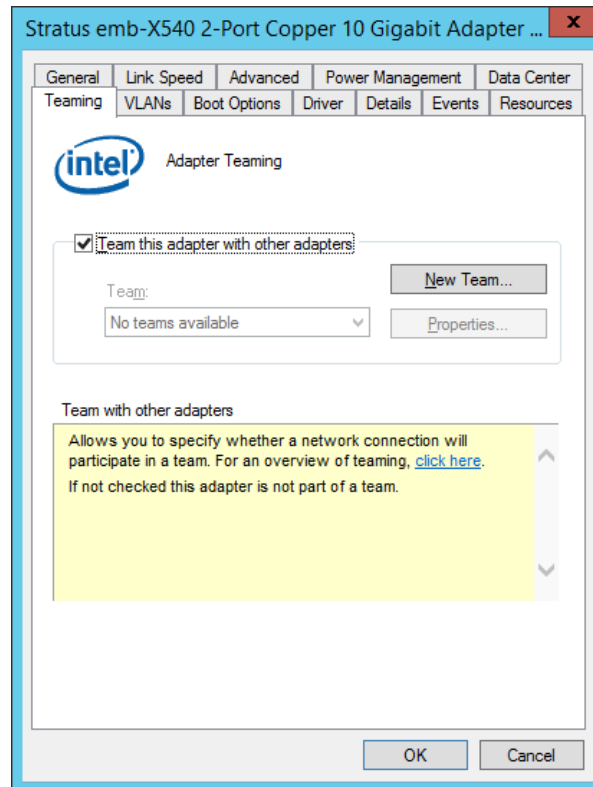 Stratus emb-X540 2-Port Copper 10 Gigabit Adapter ...
x
General Link Speed Advanced Power Management Data Center
Teaming VLANs Boot Options Driver Details Events Resources
intel
Adapter Teaming
Team this adapter with other adapters
New Team...
Team:
No teams available
Properties...
Team with other adapters
Allows you to specify whether a network connection will
participate in a team. For an overview of teaming, click here.
If not checked this adapter is not part of a team.
OK Cancel